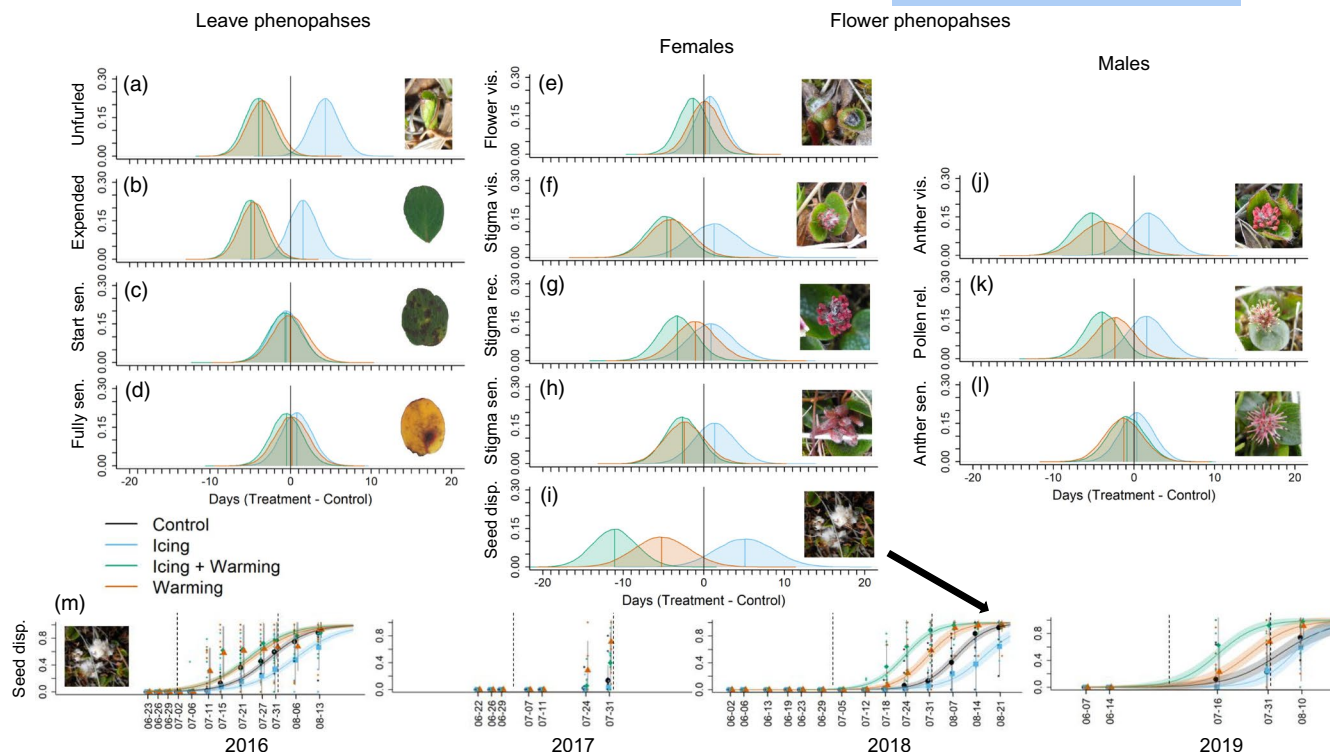 Leave phenopahses
Flower phenopahses
Females
Males
(a)
Unfurled
0.00 0.15 0.30
(b)
Expended
0.00 0.15 0.30
(c)
Start sen.
0.00 0.15 0.30
(d)
Fully sen.
0.00 0.15 0.30
-20 -10 0 10 20
Days (Treatment - Control)
(e)
Flower vis.
0.00 0.15 0.30
(f)
Stigma vis.
0.00 0.15 0.30
(g)
Stigma rec.
0.00 0.15 0.30
(h)
Stigma sen.
0.00 0.15 0.30
(i)
Seed disp.
0.00 0.15 0.30
-20 -10 0 10 20
Days (Treatment - Control)
(j)
Anther vis.
0.00 0.15 0.30
(k)
Pollen rel.
0.00 0.15 0.30
(l)
Anther sen.
0.00 0.15 0.30
-20 -10 0 10 20
Days (Treatment - Control)
Control
Icing
Icing + Warming
Warming
(m)
Seed disp.
0.0 0.4 0.8
06-23 06-26 06-29 07-02 07-06 07-11 07-15 07-21 07-27 07-31 08-06 08-13
2016
0.0 0.4 0.8
06-22 06-26 06-29 07-07 07-11 07-24 07-31
2017
0.0 0.4 0.8
06-02 06-06 06-13 06-19 06-23 06-29 07-05 07-12 07-18 07-24 07-31 08-07 08-14 08-21
2018
0.0 0.4 0.8
06-07 06-14 07-16 07-31 08-10
2019